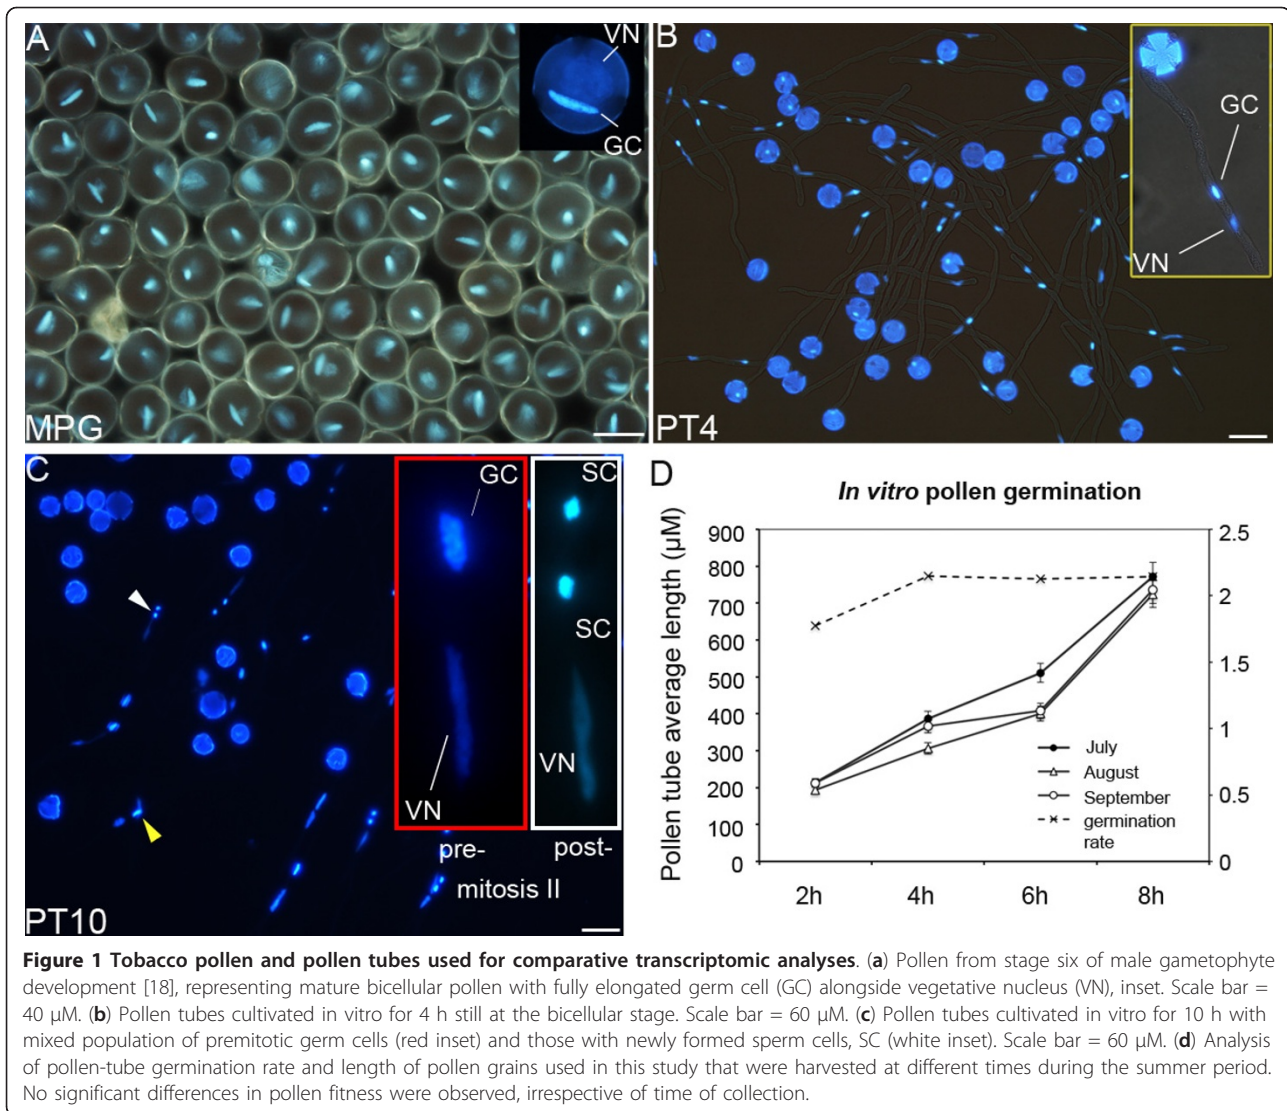 A
VN
GC
MPG
B
GC
VN
PT4
C
GC
VN
SC
SC
VN
pre-
post-
mitosis II
PT10
D
In vitro pollen germination
Pollen tube average length (µM)
900
800
700
600
500
400
300
200
100
0
2.5
2
1.5
1
0.5
0
July
August
September
germination
rate
2h 4h 6h 8h
Figure 1 Tobacco pollen and pollen tubes used for comparative transcriptomic analyses. (a) Pollen from stage six of male gametophyte
development [18], representing mature bicellular pollen with fully elongated germ cell (GC) alongside vegetative nucleus (VN), inset. Scale bar =
40 µM. (b) Pollen tubes cultivated in vitro for 4 h still at the bicellular stage. Scale bar = 60 µM. (c) Pollen tubes cultivated in vitro for 10 h with
mixed population of premitotic germ cells (red inset) and those with newly formed sperm cells, SC (white inset). Scale bar = 60 µM. (d) Analysis
of pollen-tube germination rate and length of pollen grains used in this study that were harvested at different times during the summer period.
No significant differences in pollen fitness were observed, irrespective of time of collection.